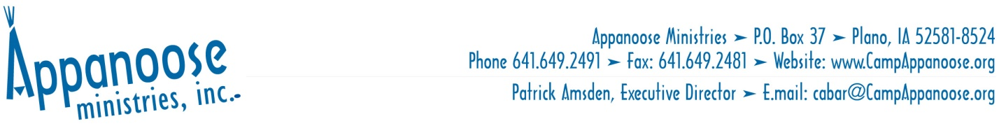 Appanoose
ministries, inc.
Appanoose Ministries ➤ P.O. Box 37 ➤ Plano, IA 52581-8524
Phone 641.649.2491 ➤ Fax: 641.649.2481 ➤ Website: www.CampAppanoose.org
Patrick Amsden, Executive Director ➤ E.mail: cabar@CampAppanoose.org